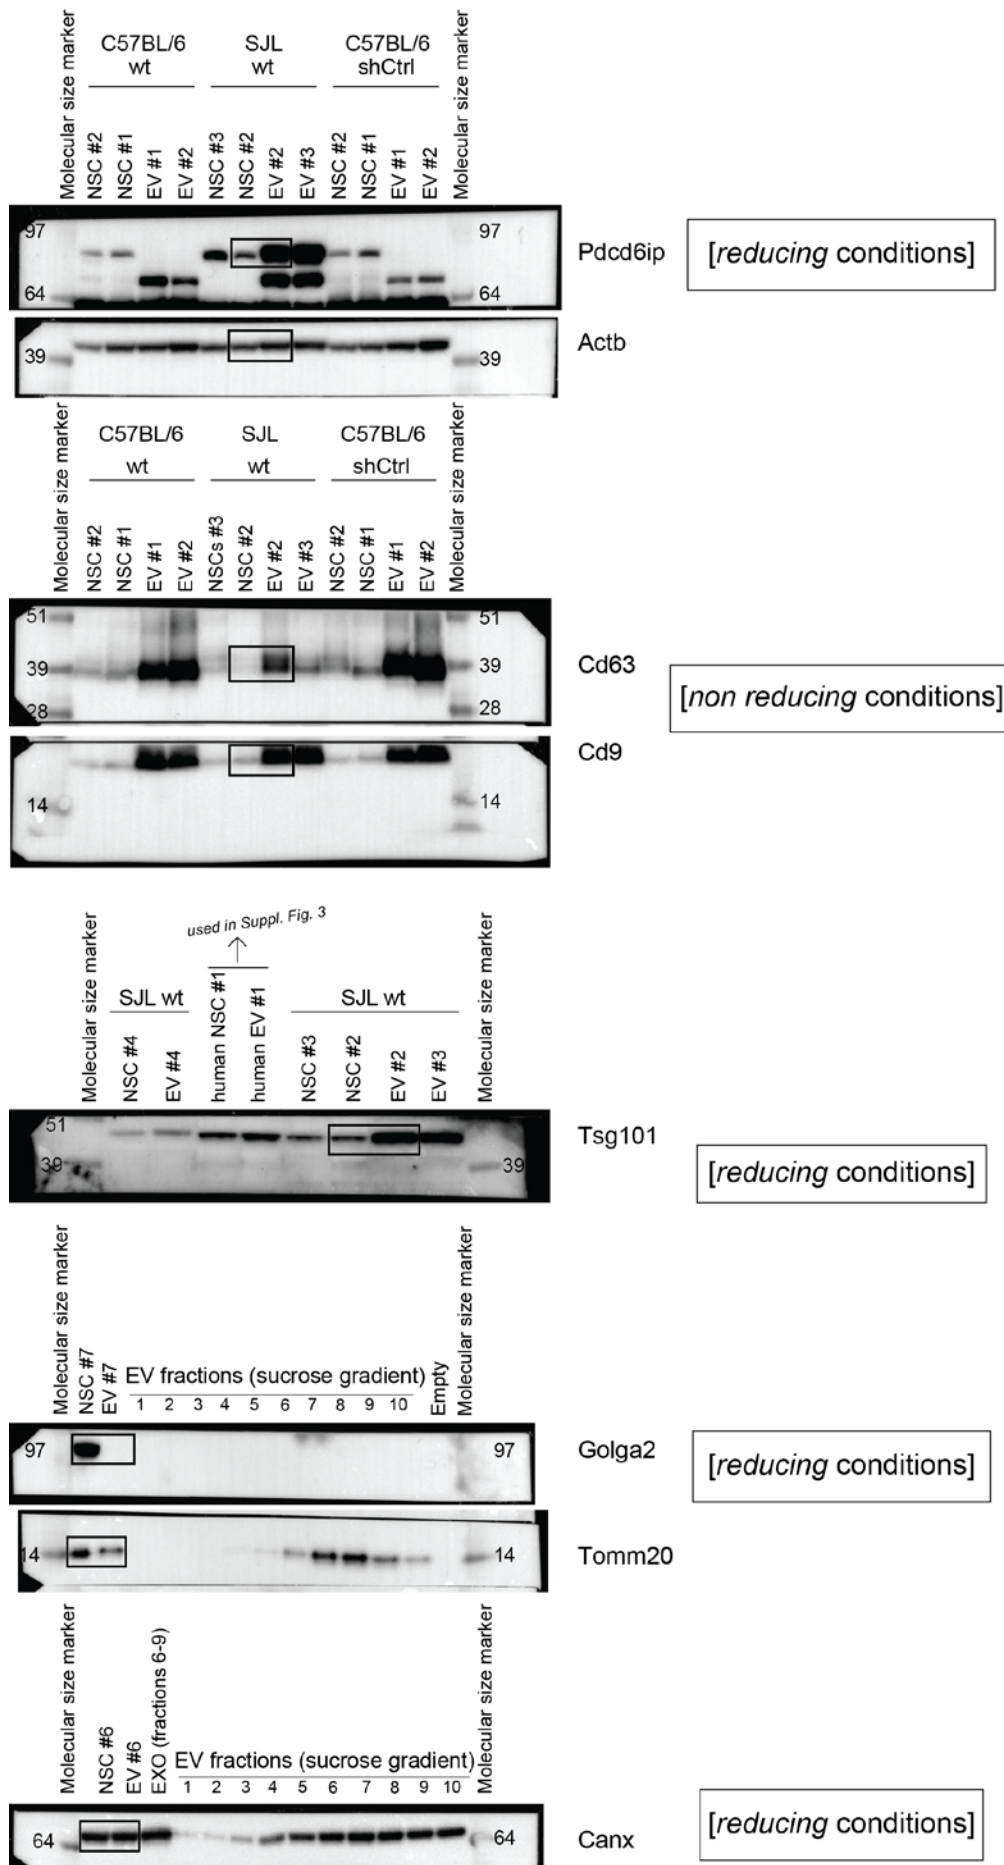 C57BL/6 SJL C57BL/6
wt wt shCtrl
Molecular size marker
NSC #2
NSC #1
EV #1
EV #2
NSC #3
NSC #2
EV #2
EV #3
NSC #2
NSC #1
EV #1
EV #2
Molecular size marker
97 97
64 64
Pdcd6ip
[reducing conditions]
39 39
Actb
C57BL/6 SJL C57BL/6
wt wt shCtrl
Molecular size marker
NSC #2
NSC #1
EV #1
EV #2
NSCs #3
NSC #2
EV #2
EV #3
NSC #2
NSC #1
EV #1
EV #2
Molecular size marker
51 51
39 39
28 28
Cd63
[non reducing conditions]
Cd9
14 14
used in Suppl. Fig. 3
SJL wt SJL wt
Molecular size marker
NSC #4
EV #4
human NSC #1
human EV #1
NSC #3
NSC #2
EV #2
EV #3
Molecular size marker
51
39 39
Tsg101
[reducing conditions]
Molecular size marker
NSC #7
EV #7
EV fractions (sucrose gradient)
1 2 3 4 5 6 7 8 9 10
Empty
Molecular size marker
97 97
Golga2
[reducing conditions]
14 14
Tomm20
Molecular size marker
NSC #6
EV #6
EXO (fractions 6-9)
EV fractions (sucrose gradient)
1 2 3 4 5 6 7 8 9 10
Molecular size marker
64 64
Canx
[reducing conditions]